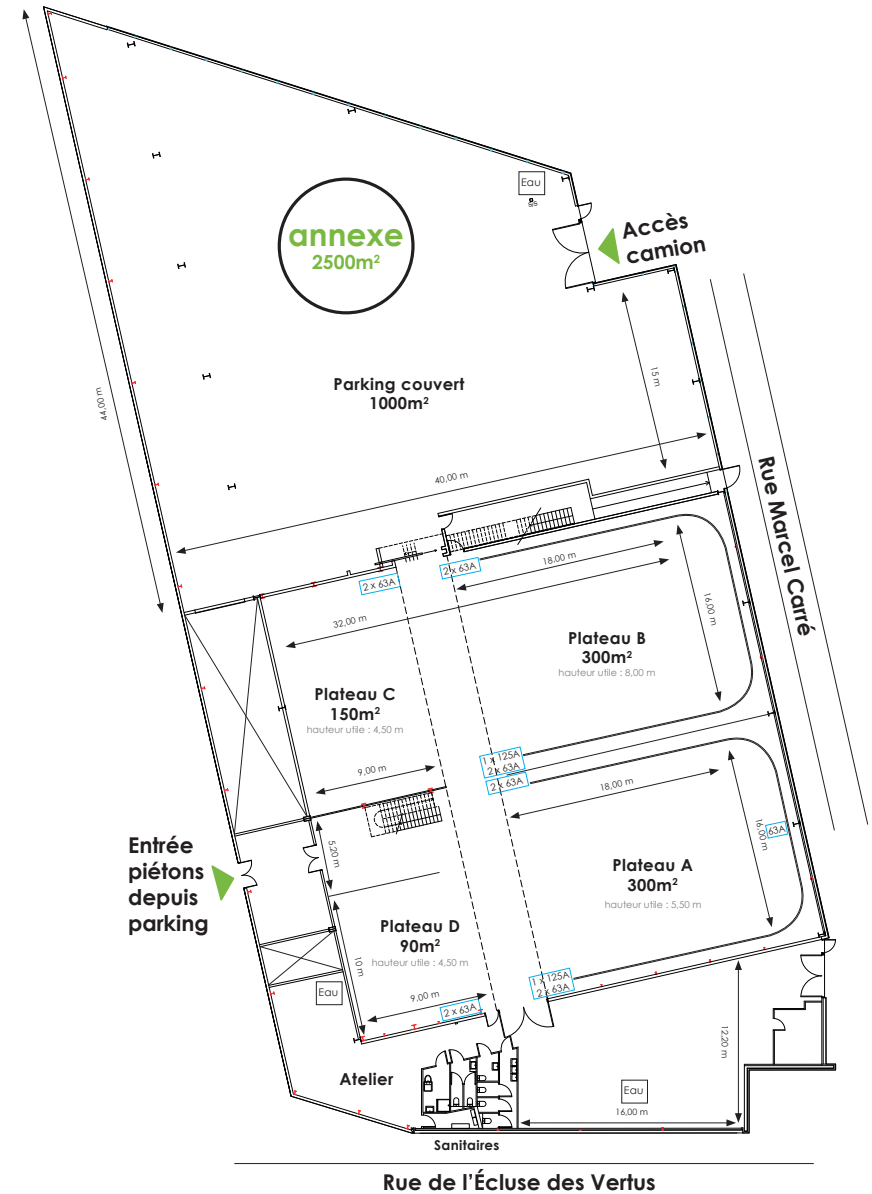 Eau
annexe
2500m²
Accès
camion
Parking couvert
1000m²
44,00 m
15 m
40,00 m
Rue Marcel Carré
2 x 63A
2 x 63A
18,00 m
32,00 m
16,00 m
Plateau B
300m²
hauteur utile : 8,00 m
Plateau C
150m²
hauteur utile : 4,50 m
9,00 m
1 x 125A
2 x 63A
2 x 63A
18,00 m
16,00 m
63A
Entrée
piétons
depuis
parking
5,20 m
Plateau A
300m²
hauteur utile : 5,50 m
Plateau D
90m²
hauteur utile : 4,50 m
10 m
Eau
9,00 m
2 x 63A
1 x 125A
2 x 63A
12,20 m
Atelier
Eau
16,00 m
Sanitaires
Rue de l'Écluse des Vertus